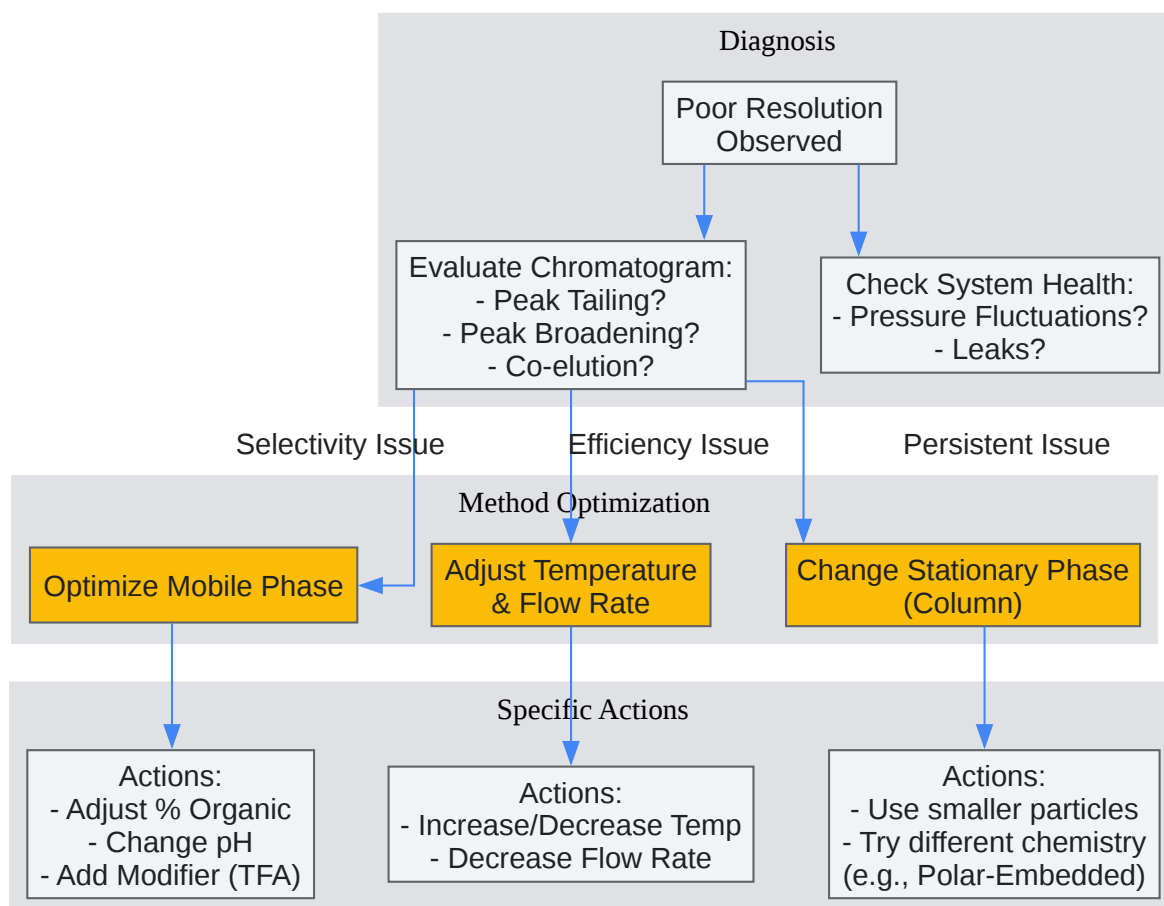 Diagnosis
Poor Resolution
Observed
Evaluate Chromatogram:
- Peak Tailing?
- Peak Broadening?
- Co-elution?
Check System Health:
- Pressure Fluctuations?
- Leaks?
Selectivity Issue
Efficiency Issue
Persistent Issue
Method Optimization
Optimize Mobile Phase
Adjust Temperature
& Flow Rate
Change Stationary Phase
(Column)
Specific Actions
Actions:
- Adjust % Organic
- Change pH
- Add Modifier (TFA)
Actions:
- Increase/Decrease Temp
- Decrease Flow Rate
Actions:
- Use smaller particles
- Try different chemistry
(e.g., Polar-Embedded)